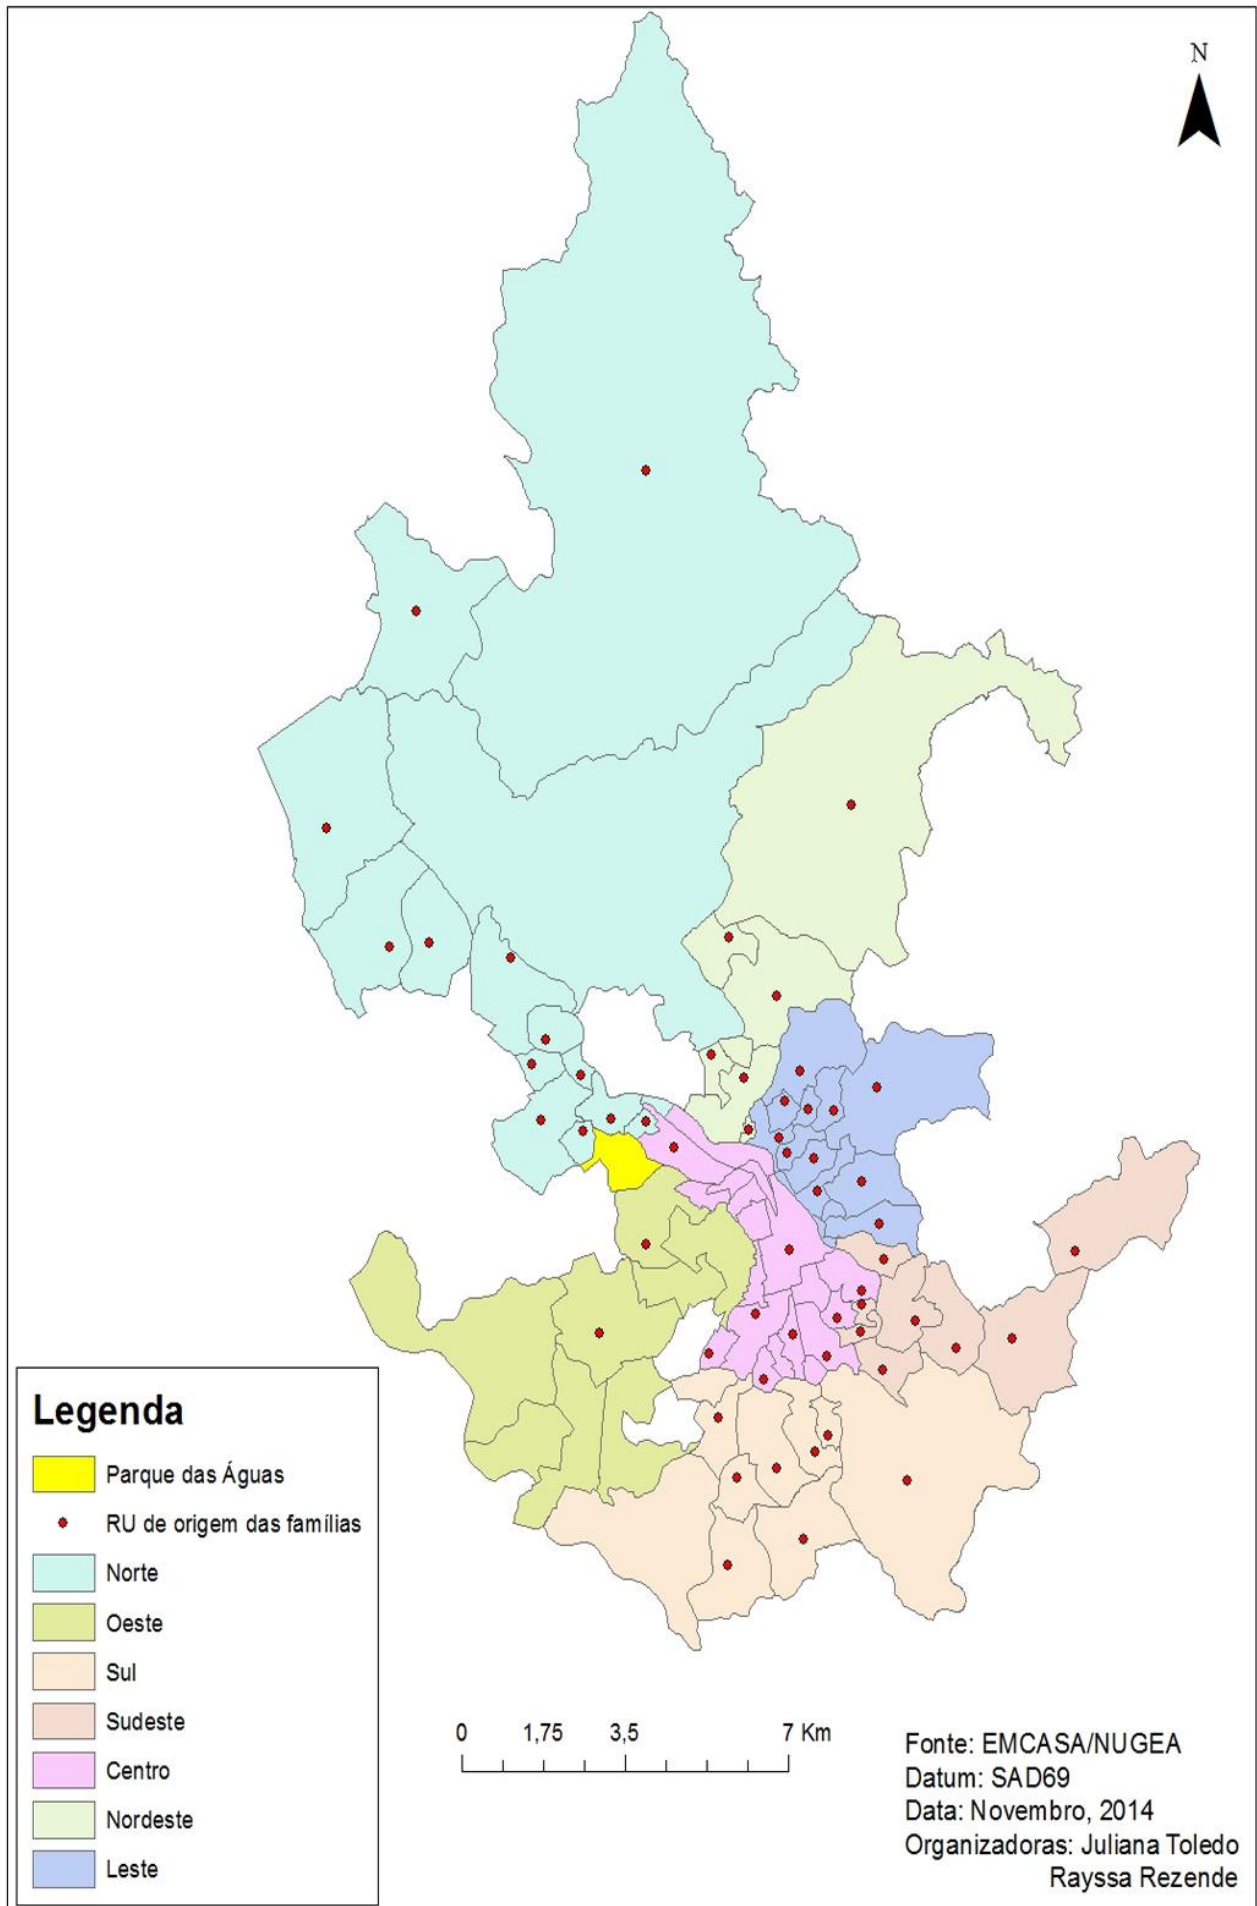 N
Legenda
Parque das Águas
RU de origem das famílias
Norte
Oeste
Sul
Sudeste
Centro
Nordeste
Leste
0 1,75 3,5 7 Km
Fonte: EMCASA/NUGEA
Datum: SAD69
Data: Novembro, 2014
Organizadoras: Juliana Toledo
Rayssa Rezende